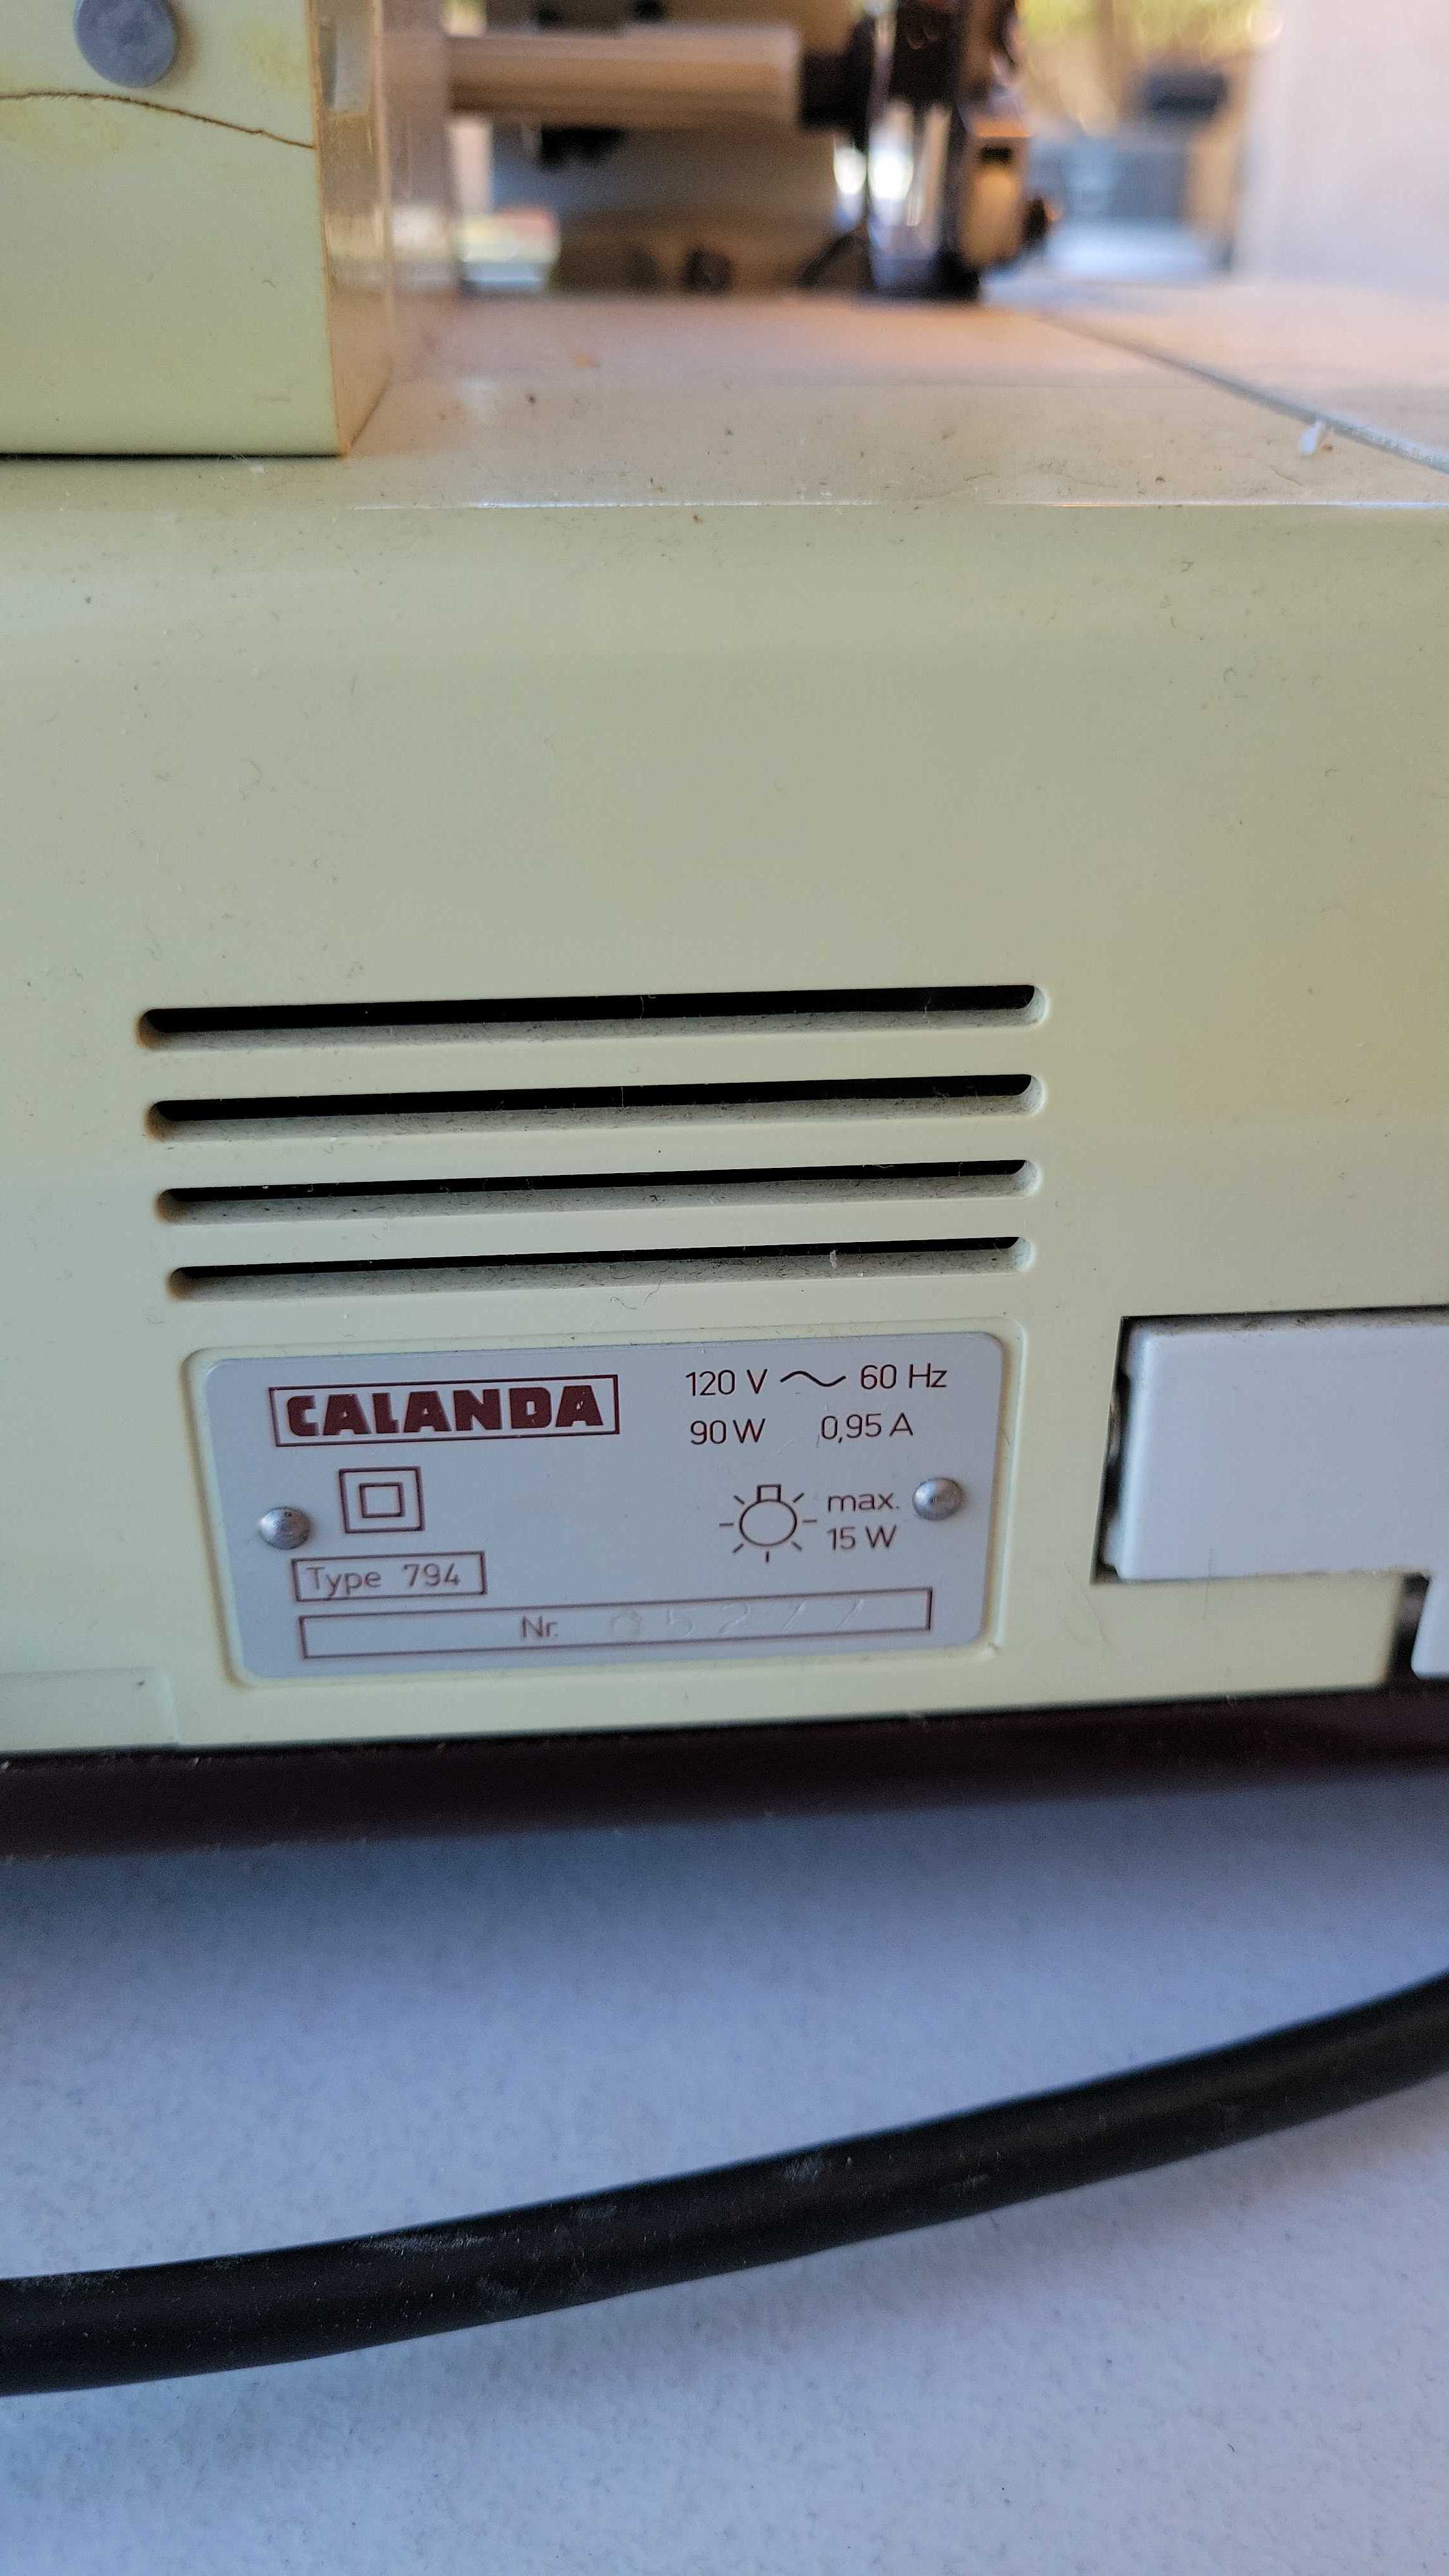 CALANDA
120 V ~ 60 Hz
90 W 0,95 A
max.
15 W
Type 794
Nr.